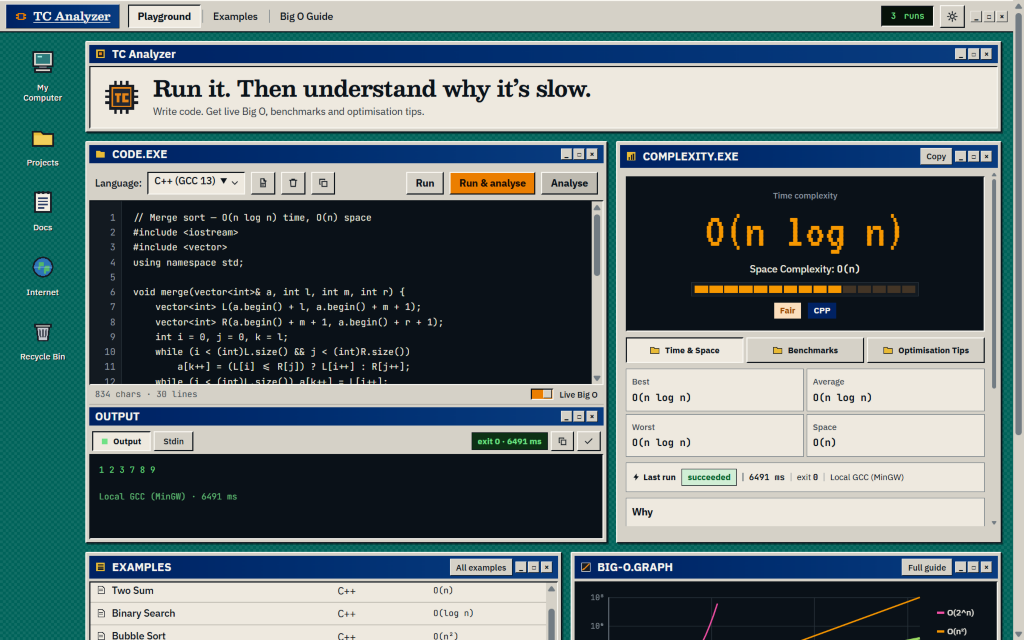 TC Analyzer
Playground
Examples
Big O Guide
3 runs
My
Computer
Projects
Docs
Internet
Recycle Bin
TC Analyzer
TC
Run it. Then understand why it's slow.
Write code. Get live Big O, benchmarks and optimisation tips.
CODE.EXE
Language:
C++ (GCC 13) ▼
Run
Run & analyse
Analyse
1 // Merge sort — O(n log n) time, O(n) space
2 #include <iostream>
3 #include <vector>
4 using namespace std;
5
6 void merge(vector<int>& a, int l, int m, int r) {
7 vector<int> L(a.begin() + l, a.begin() + m + 1);
8 vector<int> R(a.begin() + m + 1, a.begin() + r + 1);
9 int i = 0, j = 0, k = l;
10 while (i < (int)L.size() && j < (int)R.size())
11 a[k++] = (L[i] <= R[j]) ? L[i++] : R[j++];
12 while (i < (int)L.size()) a[k++] = L[i++];
834 chars · 30 lines
Live Big O
OUTPUT
Output
Stdin
exit 0 · 6491 ms
1 2 3 7 8 9
Local GCC (MinGW) · 6491 ms
COMPLEXITY.EXE
Copy
Time complexity
O(n log n)
Space Complexity: O(n)
Fair
CPP
Time & Space
Benchmarks
Optimisation Tips
Best
O(n log n)
Average
O(n log n)
Worst
O(n log n)
Space
O(n)
Last run succeeded | 6491 ms | exit 0 | Local GCC (MinGW)
Why
EXAMPLES
All examples
Two Sum C++ O(n)
Binary Search C++ O(log n)
Bubble Sort C++ O(n²)
BIG-O.GRAPH
Full guide
O(2^n)
O(n²)